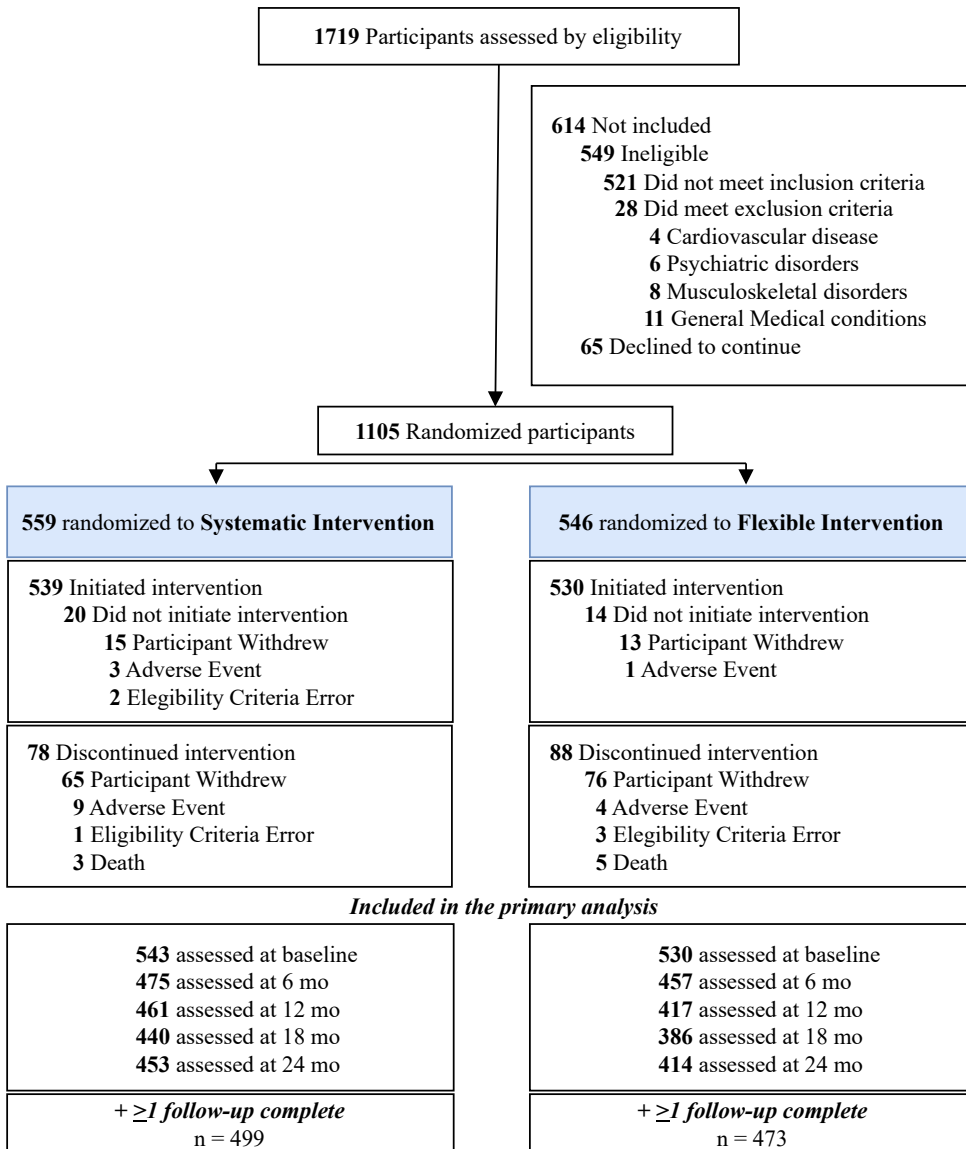 1719 Participants assessed by eligibility
614 Not included
549 Ineligible
521 Did not meet inclusion criteria
28 Did meet exclusion criteria
4 Cardiovascular disease
6 Psychiatric disorders
8 Musculoskeletal disorders
11 General Medical conditions
65 Declined to continue
1105 Randomized participants
559 randomized to Systematic Intervention
539 Initiated intervention
20 Did not initiate intervention
15 Participant Withdrew
3 Adverse Event
2 Elegibility Criteria Error
78 Discontinued intervention
65 Participant Withdrew
9 Adverse Event
1 Eligibility Criteria Error
3 Death
546 randomized to Flexible Intervention
530 Initiated intervention
14 Did not initiate intervention
13 Participant Withdrew
1 Adverse Event
88 Discontinued intervention
76 Participant Withdrew
4 Adverse Event
3 Elegibility Criteria Error
5 Death
Included in the primary analysis
543 assessed at baseline
475 assessed at 6 mo
461 assessed at 12 mo
440 assessed at 18 mo
453 assessed at 24 mo
+ ≥1 follow-up complete
n = 499
530 assessed at baseline
457 assessed at 6 mo
417 assessed at 12 mo
386 assessed at 18 mo
414 assessed at 24 mo
+ ≥1 follow-up complete
n = 473